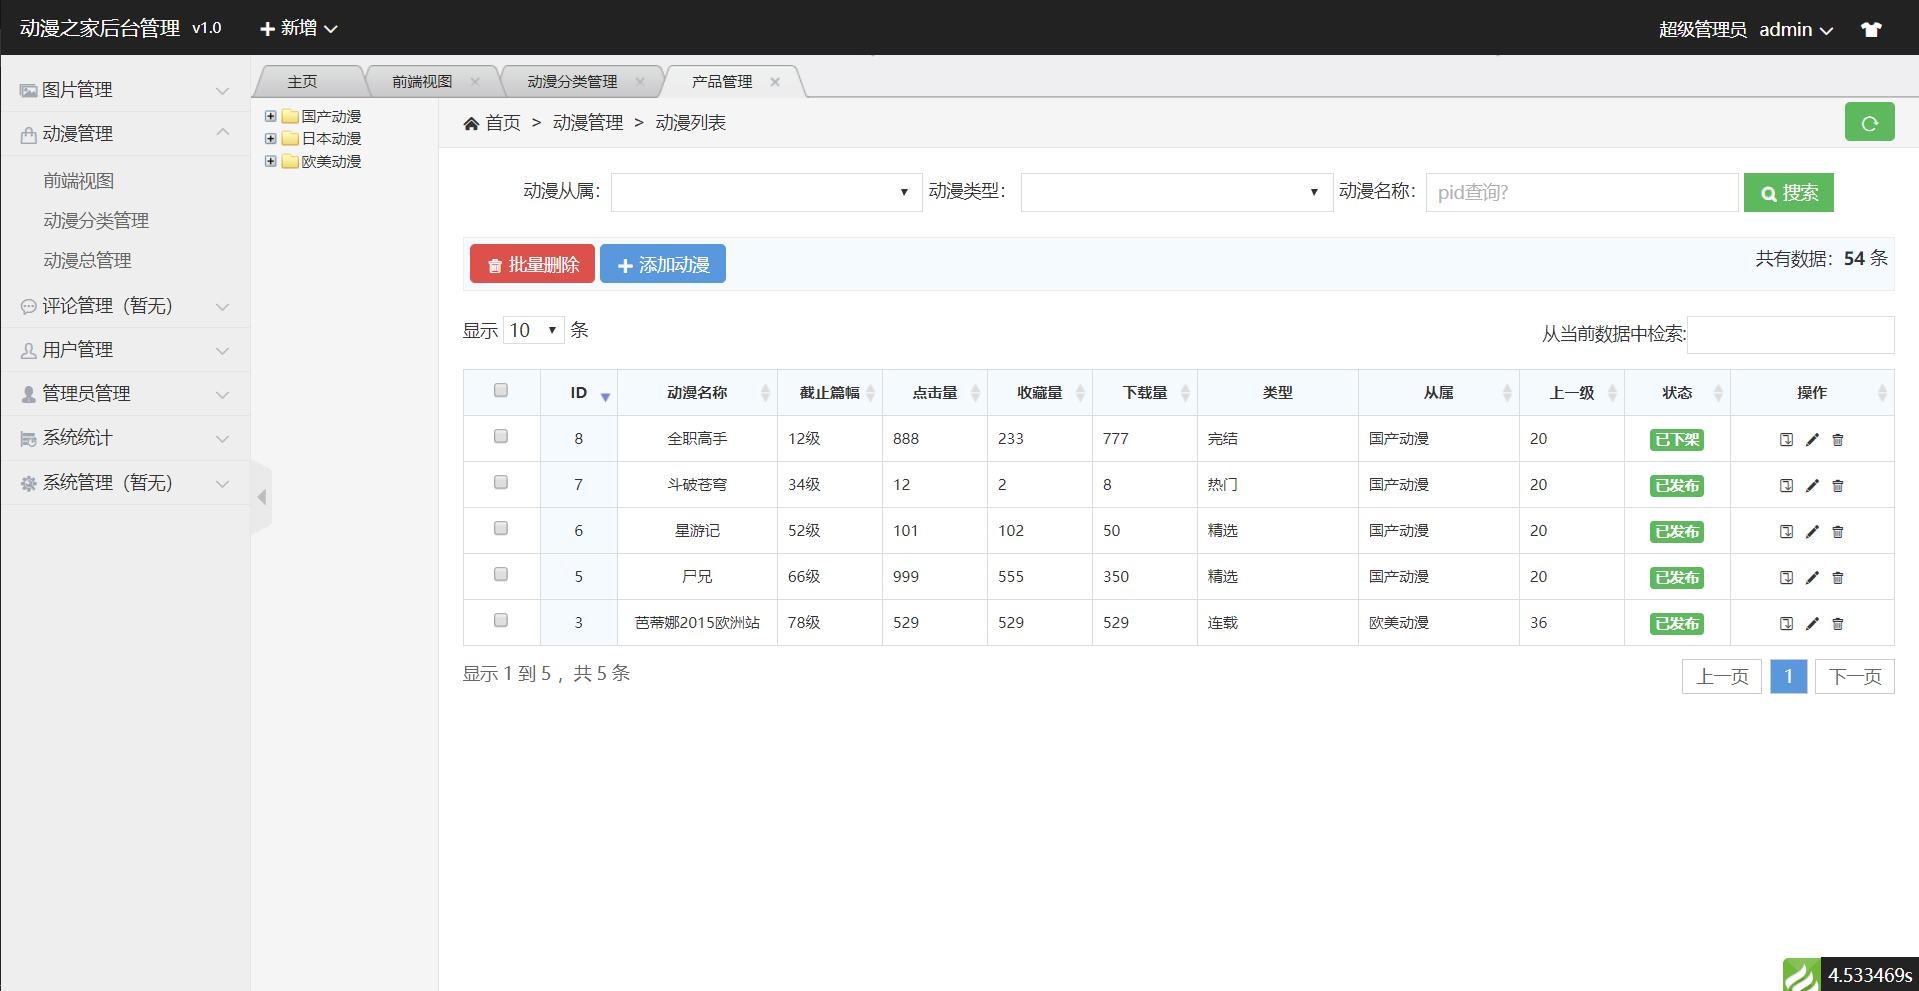 动漫之家后台管理 v1.0 新增 超级管理员 admin
主页 前端视图 动漫分类管理 产品管理
图片管理
动漫管理
前端视图
动漫分类管理
动漫总管理
评论管理（暂无）
用户管理
管理员管理
系统统计
系统管理（暂无）
国产动漫
日本动漫
欧美动漫
首页 > 动漫管理 > 动漫列表
动漫从属： 动漫类型： 动漫名称： pid查询? 搜索
批量删除 添加动漫 共有数据：54 条
显示 10 条 从当前数据中检索:
ID 动漫名称 截止篇幅 点击量 收藏量 下载量 类型 从属 上一级 状态 操作
8 全职高手 12级 888 233 777 完结 国产动漫 20 已下架
7 斗破苍穹 34级 12 2 8 热门 国产动漫 20 已发布
6 星游记 52级 101 102 50 精选 国产动漫 20 已发布
5 尸兄 66级 999 555 350 精选 国产动漫 20 已发布
3 芭蒂娜2015欧洲站 78级 529 529 529 连载 欧美动漫 36 已发布
显示 1 到 5 ，共 5 条 上一页 1 下一页
4.533469s